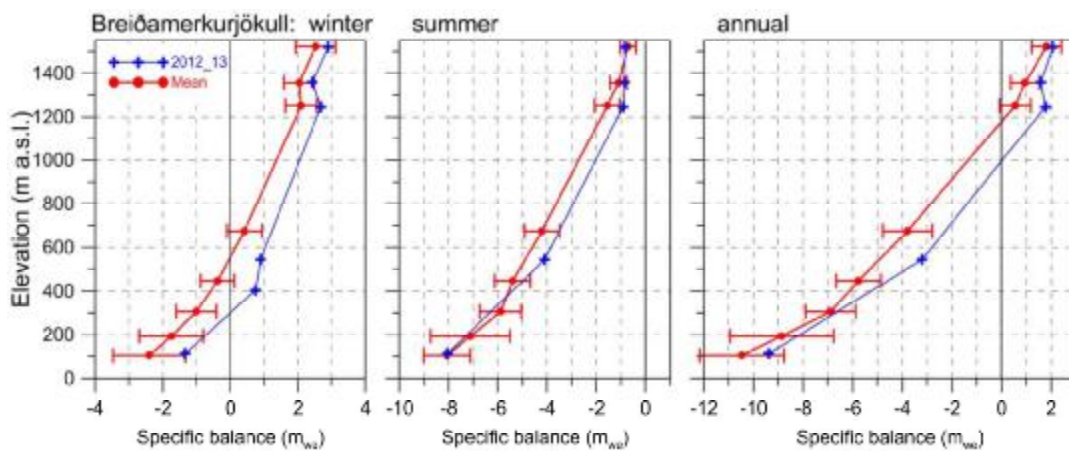 Breiðamerkurjökull: winter
summer
annual
2012_13
Mean
Elevation (m a.s.l.)
1400
1200
1000
800
600
400
200
0
-4 -2 0 2 4
-10 -8 -6 -4 -2 0
-12 -10 -8 -6 -4 -2 0 2
Specific balance (mwe)
Specific balance (mwe)
Specific balance (mwe)